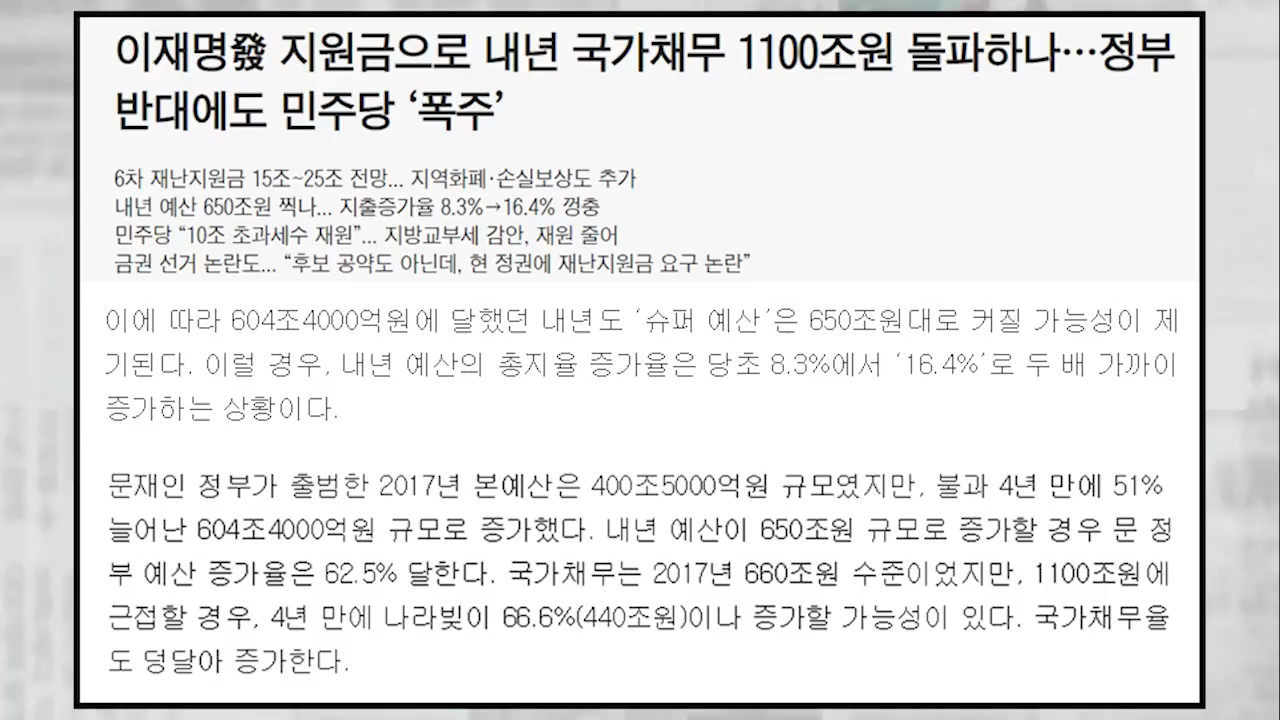 이재명發 지원금으로 내년 국가채무 1100조원 돌파하나…정부
반대에도 민주당 ‘폭주’
6차 재난지원금 15조~25조 전망... 지역화폐·손실보상도 추가
내년 예산 650조원 찍나... 지출증가율 8.3%→16.4% 껑충
민주당 “10조 초과세수 재원”... 지방교부세 감안, 재원 줄어
금권 선거 논란도... “후보 공약도 아닌데, 현 정권에 재난지원금 요구 논란”
이에 따라 604조4000억원에 달했던 내년도 ‘슈퍼 예산’은 650조원대로 커질 가능성이 제
기된다. 이럴 경우, 내년 예산의 총지율 증가율은 당초 8.3%에서 ‘16.4%’로 두 배 가까이
증가하는 상황이다.
문재인 정부가 출범한 2017년 본예산은 400조5000억원 규모였지만, 불과 4년 만에 51%
늘어난 604조4000억원 규모로 증가했다. 내년 예산이 650조원 규모로 증가할 경우 문 정
부 예산 증가율은 62.5% 달한다. 국가채무는 2017년 660조원 수준이었지만, 1100조원에
근접할 경우, 4년 만에 나라빚이 66.6%(440조원)이나 증가할 가능성이 있다. 국가채무율
도 덩달아 증가한다.